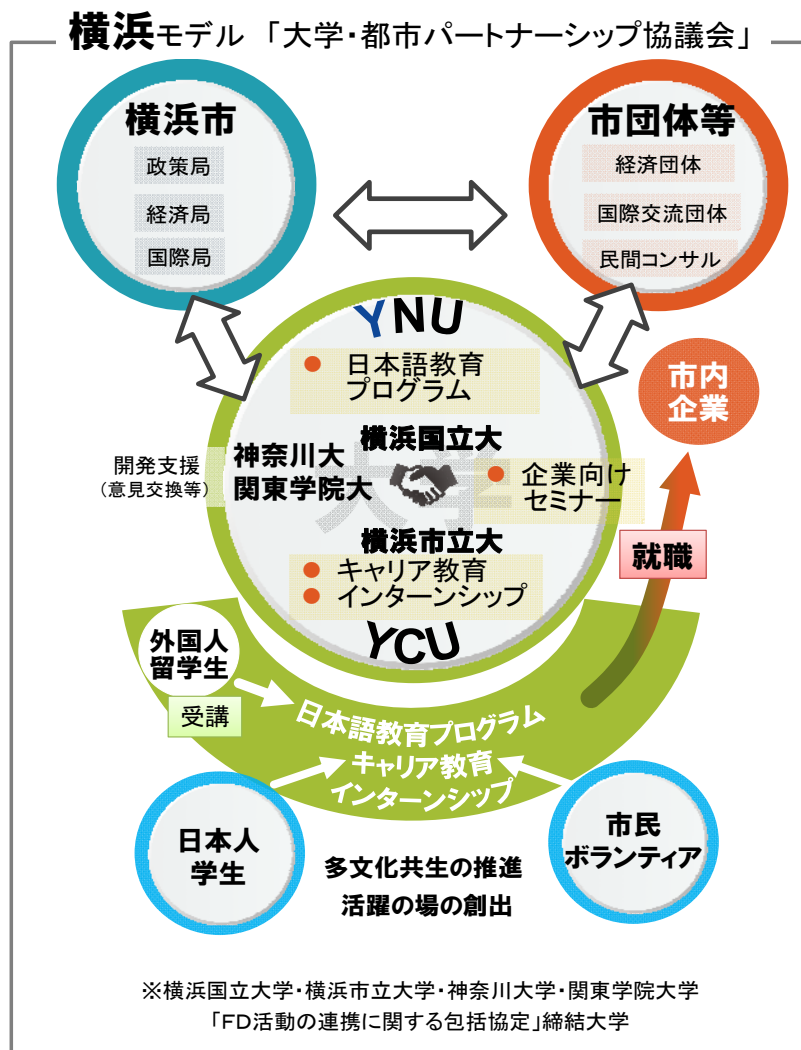 横浜モデル 「大学・都市パートナーシップ協議会」
横浜市
政策局
経済局
国際局
市団体等
経済団体
国際交流団体
民間コンサル
YNU
● 日本語教育
プログラム
市内
企業
横浜国立大
開発支援
(意見交換等)
神奈川大
関東学院大
大学
● 企業向け
セミナー
横浜市立大
● キャリア教育
● インターンシップ
YCU
就職
外国人
留学生
受講
日本語教育プログラム
キャリア教育
インターンシップ
日本人
学生
市民
ボランティア
多文化共生の推進
活躍の場の創出
※横浜国立大学・横浜市立大学・神奈川大学・関東学院大学
「FD活動の連携に関する包括協定」締結大学